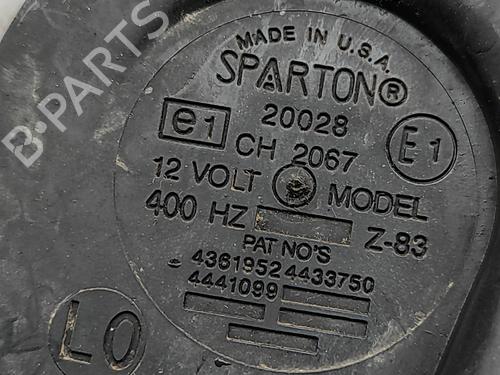 MADE IN U.S.A.
SPARTON®
20028
e1
CH 2067
E1
12 VOLT MODEL
400 HZ Z-83
PAT NO'S
4361952 4433750
4441099
LO
B-PARTS